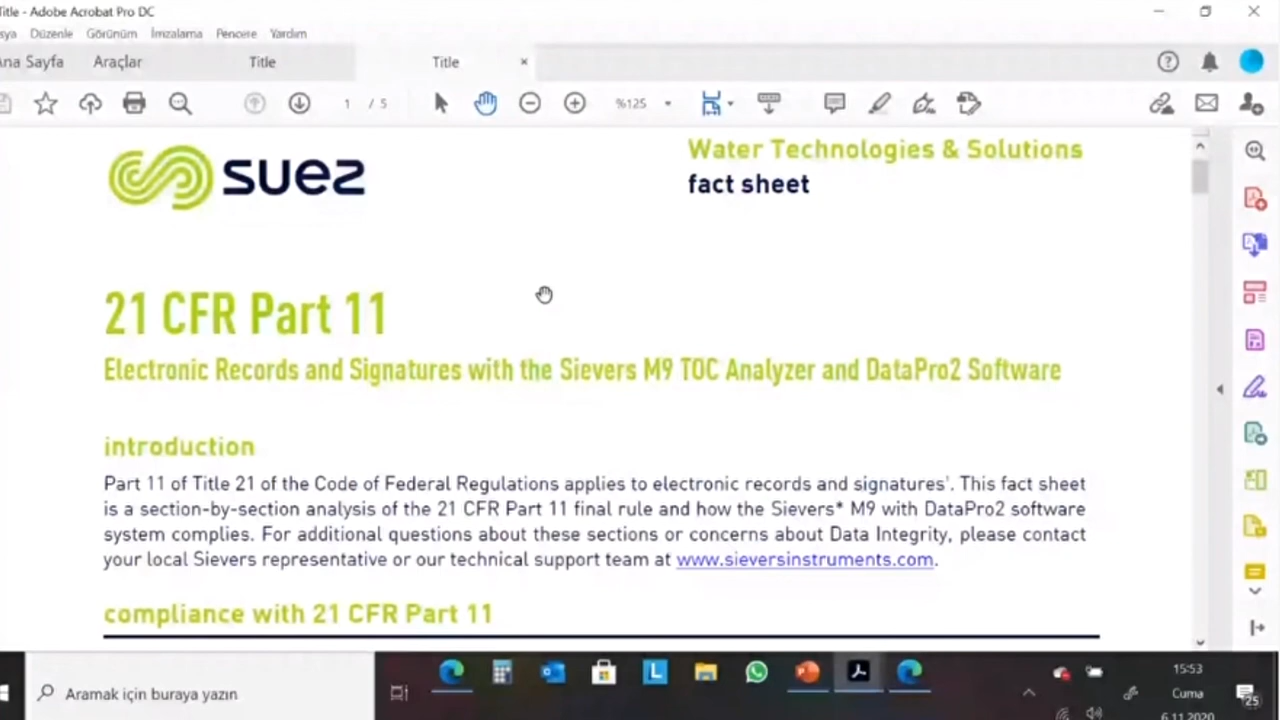 Title - Adobe Acrobat Pro DC
Düzenle Görünüm İmzalama Pencere Yardım
Ana Sayfa Araçlar Title Title
1 / 5 %125
suez
Water Technologies & Solutions
fact sheet
21 CFR Part 11
Electronic Records and Signatures with the Sievers M9 TOC Analyzer and DataPro2 Software
introduction
Part 11 of Title 21 of the Code of Federal Regulations applies to electronic records and signatures¹. This fact sheet
is a section-by-section analysis of the 21 CFR Part 11 final rule and how the Sievers* M9 with DataPro2 software
system complies. For additional questions about these sections or concerns about Data Integrity, please contact
your local Sievers representative or our technical support team at www.sieversinstruments.com.
compliance with 21 CFR Part 11
Aramak için buraya yazın
15:53
Cuma
6.11.2020
25